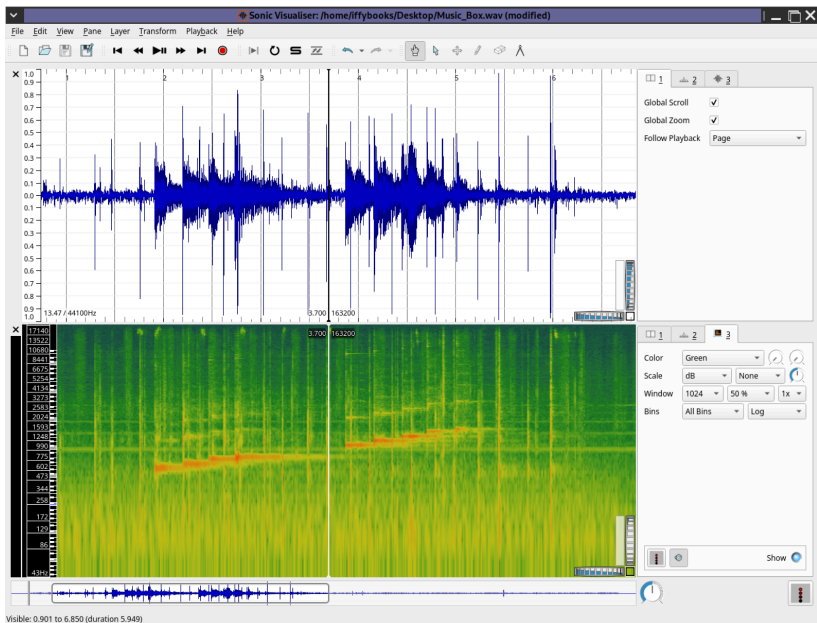 Sonic Visualiser: /home/iffybooks/Desktop/Music_Box.wav (modified)
File Edit View Pane Layer Transform Playback Help
1 2 3 4 5 6
1.0
0.9
0.8
0.7
0.6
0.5
0.4
0.3
0.2
0.1
0.0
0.1
0.2
0.3
0.4
0.5
0.6
0.7
0.8
0.9
1.0
13.47 / 44100Hz
3.700 163200
1 2 3
Global Scroll
Global Zoom
Follow Playback Page
3.700 163200
17140
13522
10680
8441
6675
5254
4134
3273
2583
2024
1593
1248
990
775
602
473
344
258
172
129
86
43Hz
1 2 3
Color Green
Scale dB None
Window 1024 50 % 1x
Bins All Bins Log
Show
Visible: 0.901 to 6.850 (duration 5.949)